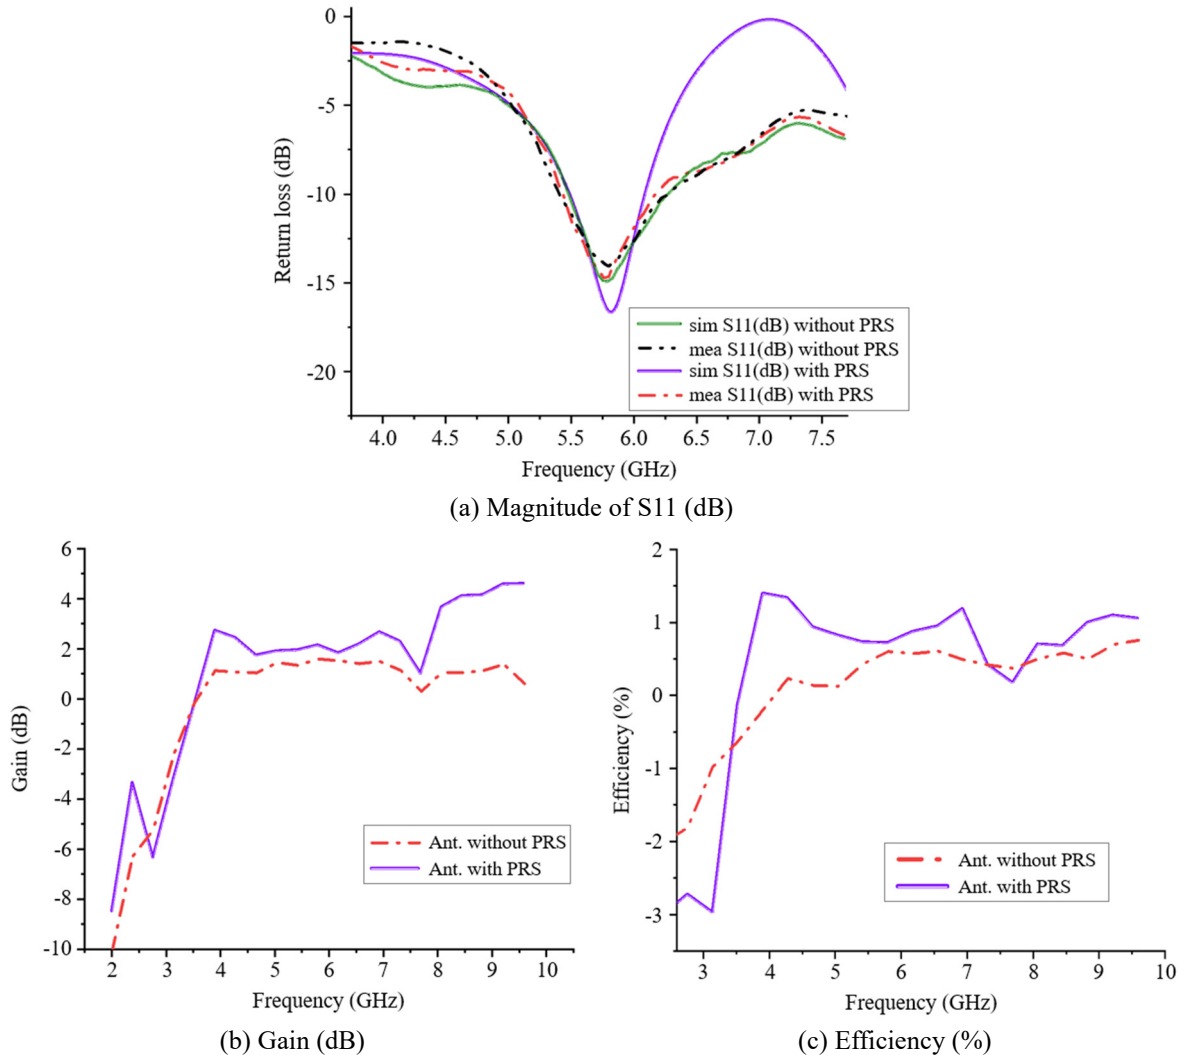 0
-5
-10
-15
-20
Return loss (dB)
sim S11(dB) without PRS
mea S11(dB) without PRS
sim S11(dB) with PRS
mea S11(dB) with PRS
4.0 4.5 5.0 5.5 6.0 6.5 7.0 7.5
Frequency (GHz)
(a) Magnitude of S11 (dB)
6
4
2
0
-2
-4
-6
-8
-10
Gain (dB)
Ant. without PRS
Ant. with PRS
2 3 4 5 6 7 8 9 10
Frequency (GHz)
(b) Gain (dB)
2
1
0
-1
-2
-3
Efficiency (%)
Ant. without PRS
Ant. with PRS
3 4 5 6 7 8 9 10
Frequency (GHz)
(c) Efficiency (%)